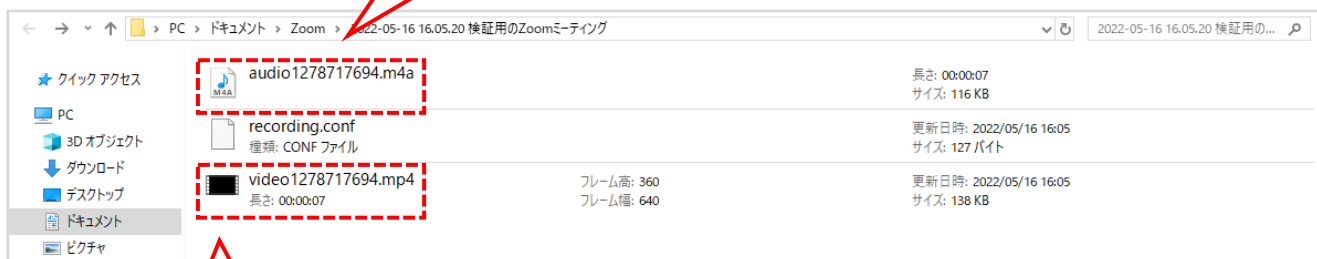 PC › ドキュメント › Zoom › 2022-05-16 16.05.20 検証用のZoomミーティング
2022-05-16 16.05.20 検証用の...
クイック アクセス
PC
3D オブジェクト
ダウンロード
デスクトップ
ドキュメント
ピクチャ
audio1278717694.m4a
M4A
長さ: 00:00:07
サイズ: 116 KB
recording.conf
種類: CONF ファイル
更新日時: 2022/05/16 16:05
サイズ: 127 バイト
video1278717694.mp4
長さ: 00:00:07
フレーム高: 360
フレーム幅: 640
更新日時: 2022/05/16 16:05
サイズ: 138 KB